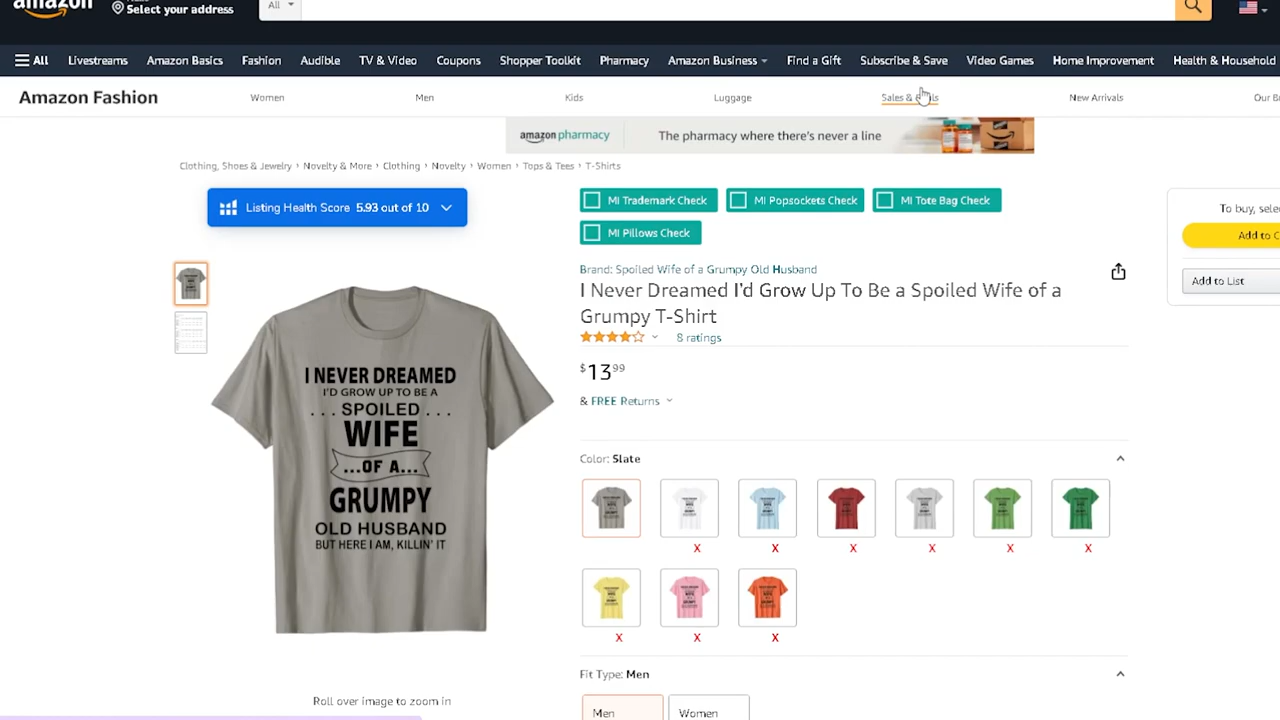 amazon
Select your address
All
All
Livestreams
Amazon Basics
Fashion
Audible
TV & Video
Coupons
Shopper Toolkit
Pharmacy
Amazon Business
Find a Gift
Subscribe & Save
Video Games
Home Improvement
Health & Household
Amazon Fashion
Women
Men
Kids
Luggage
Sales &
New Arrivals
Our B
amazon pharmacy
The pharmacy where there's never a line
Clothing, Shoes & Jewelry › Novelty & More › Clothing › Novelty › Women › Tops & Tees › T-Shirts
Listing Health Score 5.93 out of 10
MI Trademark Check
MI Popsockets Check
MI Tote Bag Check
MI Pillows Check
Brand: Spoiled Wife of a Grumpy Old Husband
I Never Dreamed I'd Grow Up To Be a Spoiled Wife of a
Grumpy T-Shirt
8 ratings
$13 99
& FREE Returns
To buy, sele
Add to C
Add to List
I NEVER DREAMED
I'D GROW UP TO BE A
... SPOILED ...
WIFE
...OF A...
GRUMPY
OLD HUSBAND
BUT HERE I AM, KILLIN' IT
Color: Slate
X X X X X X
X X X
Roll over image to zoom in
Fit Type: Men
Men
Women